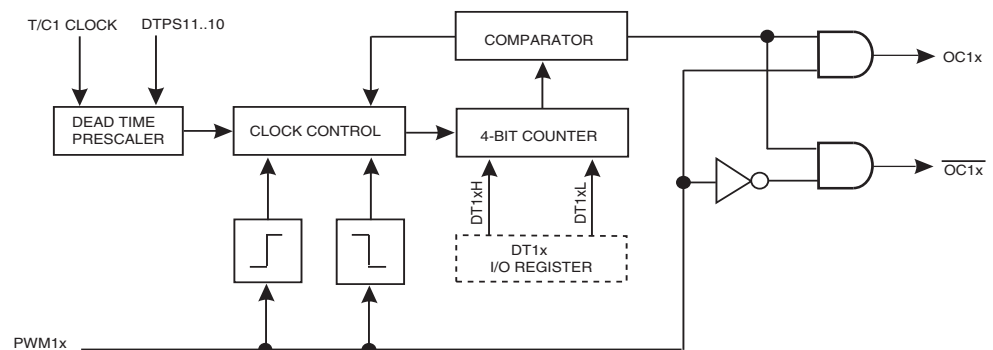 T/C1 CLOCK
DTPS11..10
COMPARATOR
OC1x
DEAD TIME
PRESCALER
CLOCK CONTROL
4-BIT COUNTER
OC1x
DT1xH
DT1xL
DT1x
I/O REGISTER
PWM1x